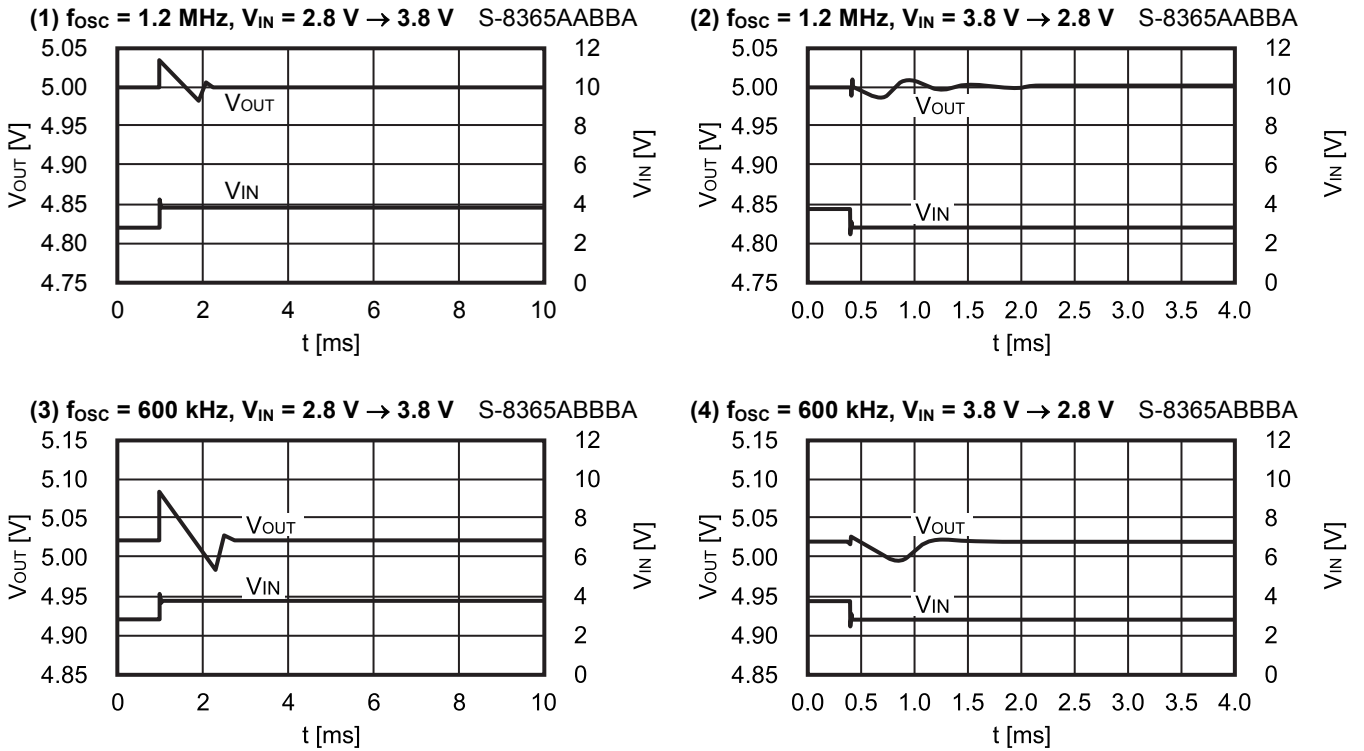 (1) fOSC = 1.2 MHz, VIN = 2.8 V → 3.8 V S-8365AABBA
5.05
5.00
4.95
4.90
4.85
4.80
4.75
VOUT [V]
12
10
8
6
4
2
0
VIN [V]
VOUT
VIN
0 2 4 6 8 10
t [ms]
(2) fOSC = 1.2 MHz, VIN = 3.8 V → 2.8 V S-8365AABBA
5.05
5.00
4.95
4.90
4.85
4.80
4.75
VOUT [V]
12
10
8
6
4
2
0
VIN [V]
VOUT
VIN
0.0 0.5 1.0 1.5 2.0 2.5 3.0 3.5 4.0
t [ms]
(3) fOSC = 600 kHz, VIN = 2.8 V → 3.8 V S-8365ABBBA
5.15
5.10
5.05
5.00
4.95
4.90
4.85
VOUT [V]
12
10
8
6
4
2
0
VIN [V]
VOUT
VIN
0 2 4 6 8 10
t [ms]
(4) fOSC = 600 kHz, VIN = 3.8 V → 2.8 V S-8365ABBBA
5.15
5.10
5.05
5.00
4.95
4.90
4.85
VOUT [V]
12
10
8
6
4
2
0
VIN [V]
VOUT
VIN
0.0 0.5 1.0 1.5 2.0 2.5 3.0 3.5 4.0
t [ms]